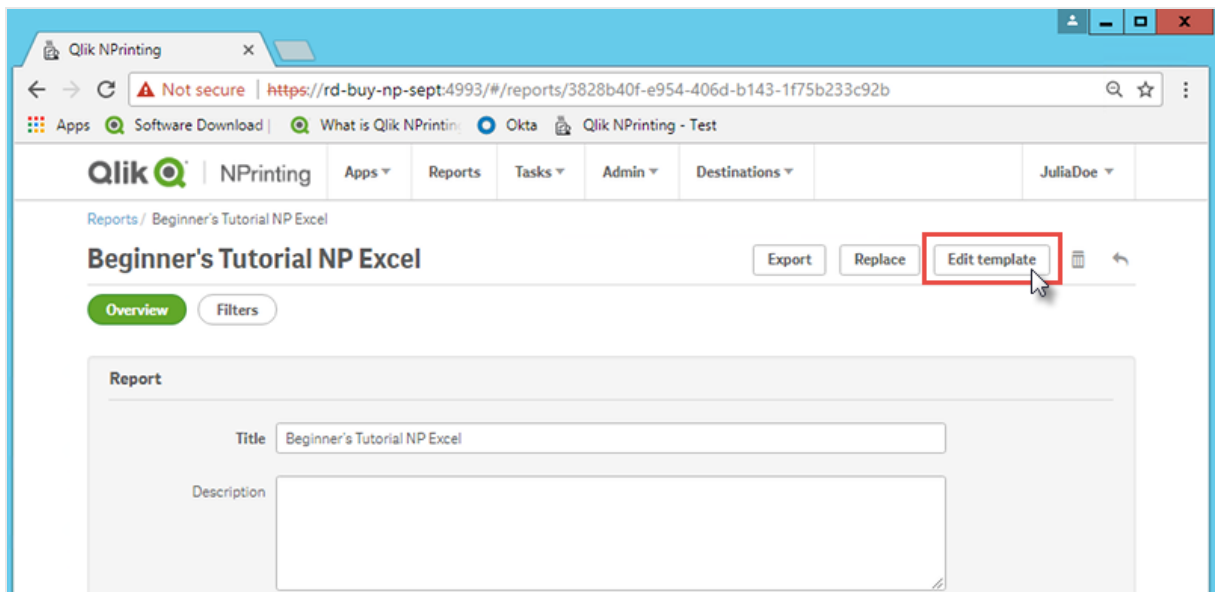 Qlik NPrinting
Not secure | https://rd-buy-np-sept:4993/#/reports/3828b40f-e954-406d-b143-1f75b233c92b
Apps Software Download | What is Qlik NPrintin Okta Qlik NPrinting - Test
Qlik NPrinting Apps Reports Tasks Admin Destinations JuliaDoe
Reports / Beginner's Tutorial NP Excel
Beginner's Tutorial NP Excel Export Replace Edit template
Overview Filters
Report
Title Beginner's Tutorial NP Excel
Description